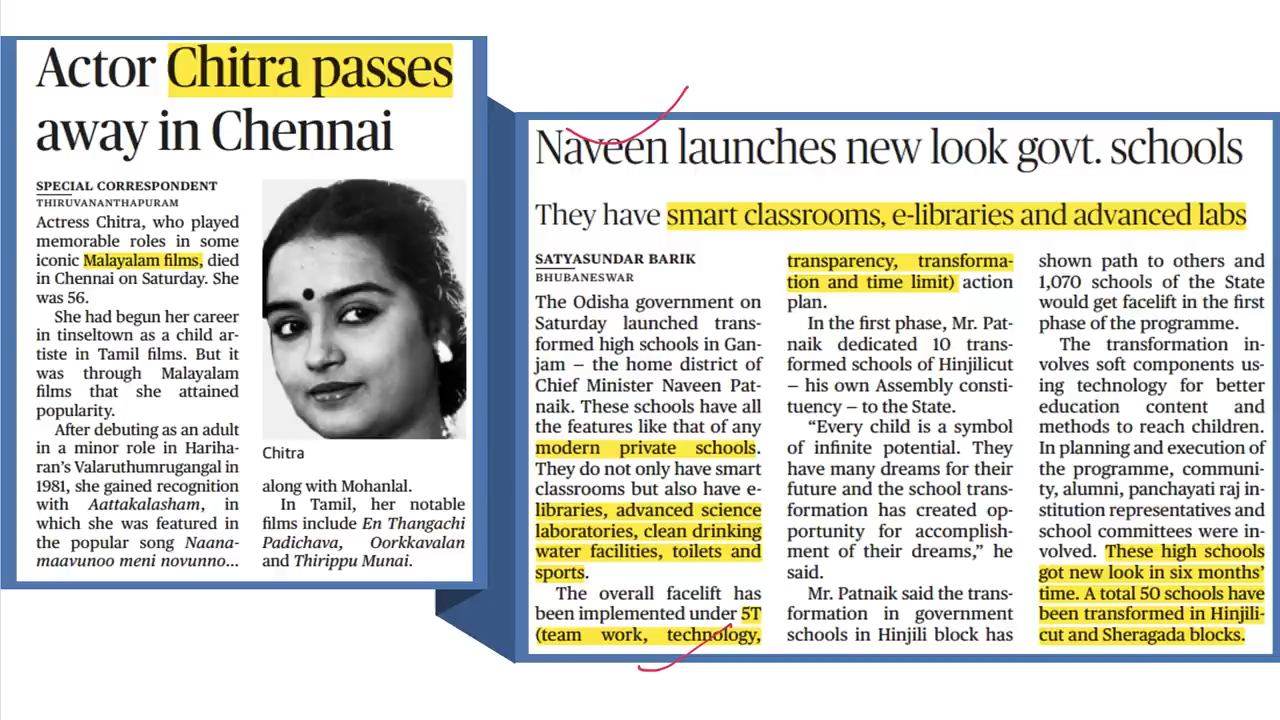 Actor Chitra passes
away in Chennai
SPECIAL CORRESPONDENT
THIRUVANANTHAPURAM
Actress Chitra, who played
memorable roles in some
iconic Malayalam films, died
in Chennai on Saturday. She
was 56.
She had begun her career
in tinseltown as a child ar-
tiste in Tamil films. But it
was through Malayalam
films that she attained
popularity.
After debuting as an adult
in a minor role in Hariha-
ran's Valaruthumrugangal in
1981, she gained recognition
with Aattakalasham, in
which she was featured in
the popular song Naana-
maavunoo meni novunno...
Chitra
along with Mohanlal.
In Tamil, her notable
films include En Thangachi
Padichava, Oorkkavalan
and Thirippu Munai.
Naveen launches new look govt. schools
They have smart classrooms, e-libraries and advanced labs
SATYASUNDAR BARIK
BHUBANESWAR
The Odisha government on
Saturday launched trans-
formed high schools in Gan-
jam – the home district of
Chief Minister Naveen Pat-
naik. These schools have all
the features like that of any
modern private schools.
They do not only have smart
classrooms but also have e-
libraries, advanced science
laboratories, clean drinking
water facilities, toilets and
sports.
The overall facelift has
been implemented under 5T
(team work, technology,
transparency, transforma-
tion and time limit) action
plan.
In the first phase, Mr. Pat-
naik dedicated 10 trans-
formed schools of Hinjilicut
– his own Assembly consti-
tuency – to the State.
“Every child is a symbol
of infinite potential. They
have many dreams for their
future and the school trans-
formation has created op-
portunity for accomplish-
ment of their dreams,” he
said.
Mr. Patnaik said the trans-
formation in government
schools in Hinjili block has
shown path to others and
1,070 schools of the State
would get facelift in the first
phase of the programme.
The transformation in-
volves soft components us-
ing technology for better
education content and
methods to reach children.
In planning and execution of
the programme, communi-
ty, alumni, panchayati raj in-
stitution representatives and
school committees were in-
volved. These high schools
got new look in six months'
time. A total 50 schools have
been transformed in Hinjili-
cut and Sheragada blocks.